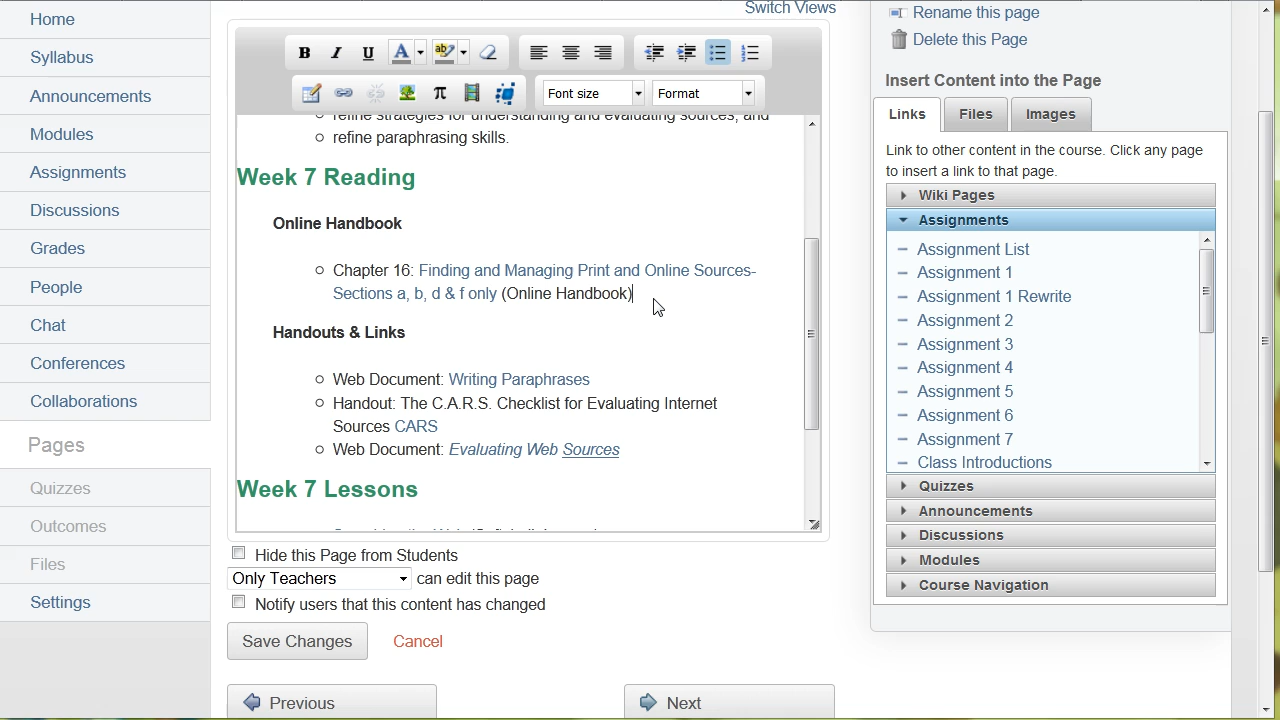 Home
Syllabus
Announcements
Modules
Assignments
Discussions
Grades
People
Chat
Conferences
Collaborations
Pages
Quizzes
Outcomes
Files
Settings
Switch Views
B I U A ab π
Font size
Format
refine strategies for understanding and evaluating sources, and
refine paraphrasing skills.
Week 7 Reading
Online Handbook
Chapter 16: Finding and Managing Print and Online Sources-
Sections a, b, d & f only (Online Handbook)
Handouts & Links
Web Document: Writing Paraphrases
Handout: The C.A.R.S. Checklist for Evaluating Internet
Sources CARS
Web Document: Evaluating Web Sources
Week 7 Lessons
Hide this Page from Students
Only Teachers can edit this page
Notify users that this content has changed
Save Changes
Cancel
Previous
Next
Rename this page
Delete this Page
Insert Content into the Page
Links
Files
Images
Link to other content in the course. Click any page
to insert a link to that page.
Wiki Pages
Assignments
Assignment List
Assignment 1
Assignment 1 Rewrite
Assignment 2
Assignment 3
Assignment 4
Assignment 5
Assignment 6
Assignment 7
Class Introductions
Quizzes
Announcements
Discussions
Modules
Course Navigation